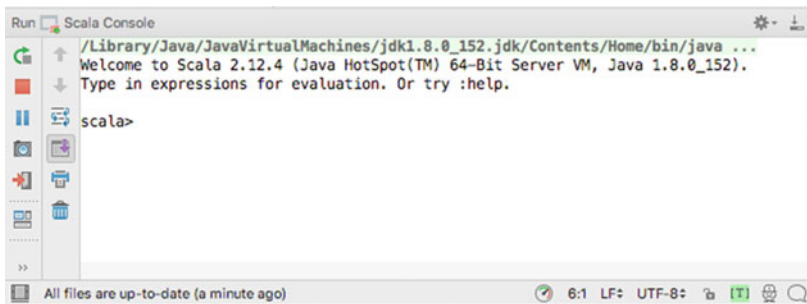 Run Scala Console
/Library/Java/JavaVirtualMachines/jdk1.8.0_152.jdk/Contents/Home/bin/java ...
Welcome to Scala 2.12.4 (Java HotSpot(TM) 64-Bit Server VM, Java 1.8.0_152).
Type in expressions for evaluation. Or try :help.
scala>
All files are up-to-date (a minute ago) 6:1 LF÷ UTF-8÷ [T]